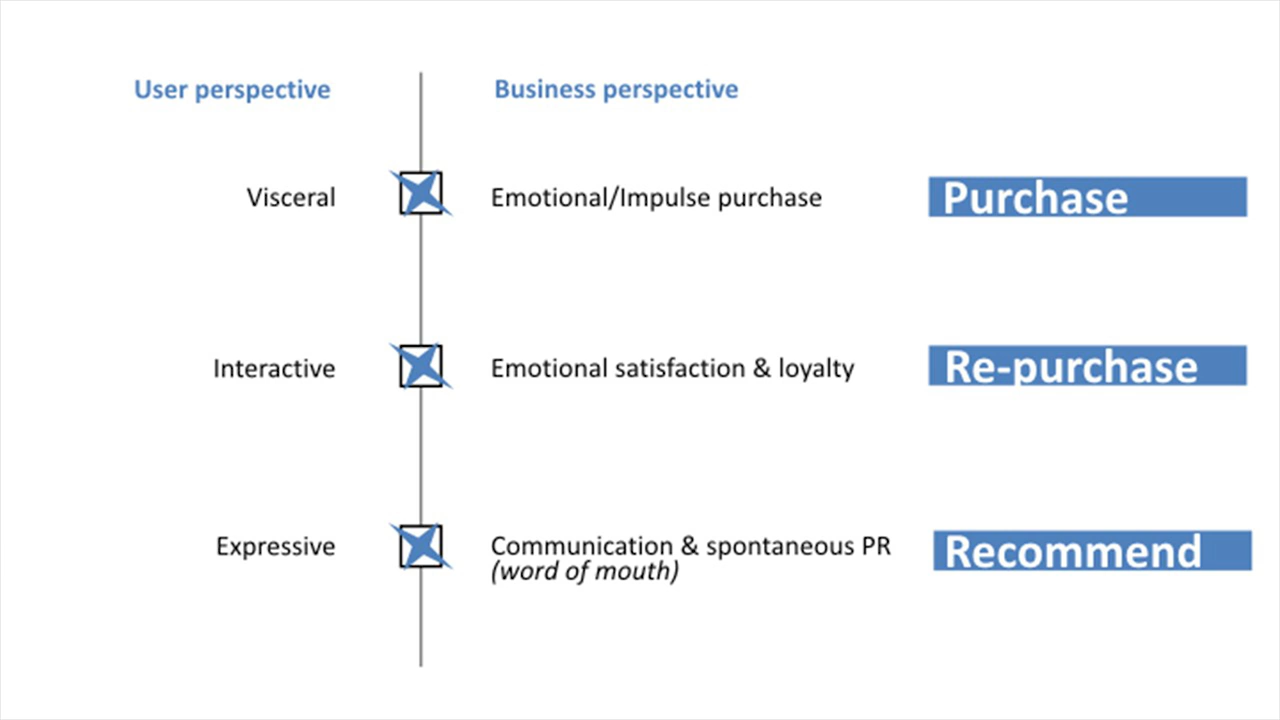 User perspective
Business perspective
Visceral
Emotional/Impulse purchase
Purchase
Interactive
Emotional satisfaction & loyalty
Re-purchase
Expressive
Communication & spontaneous PR
(word of mouth)
Recommend